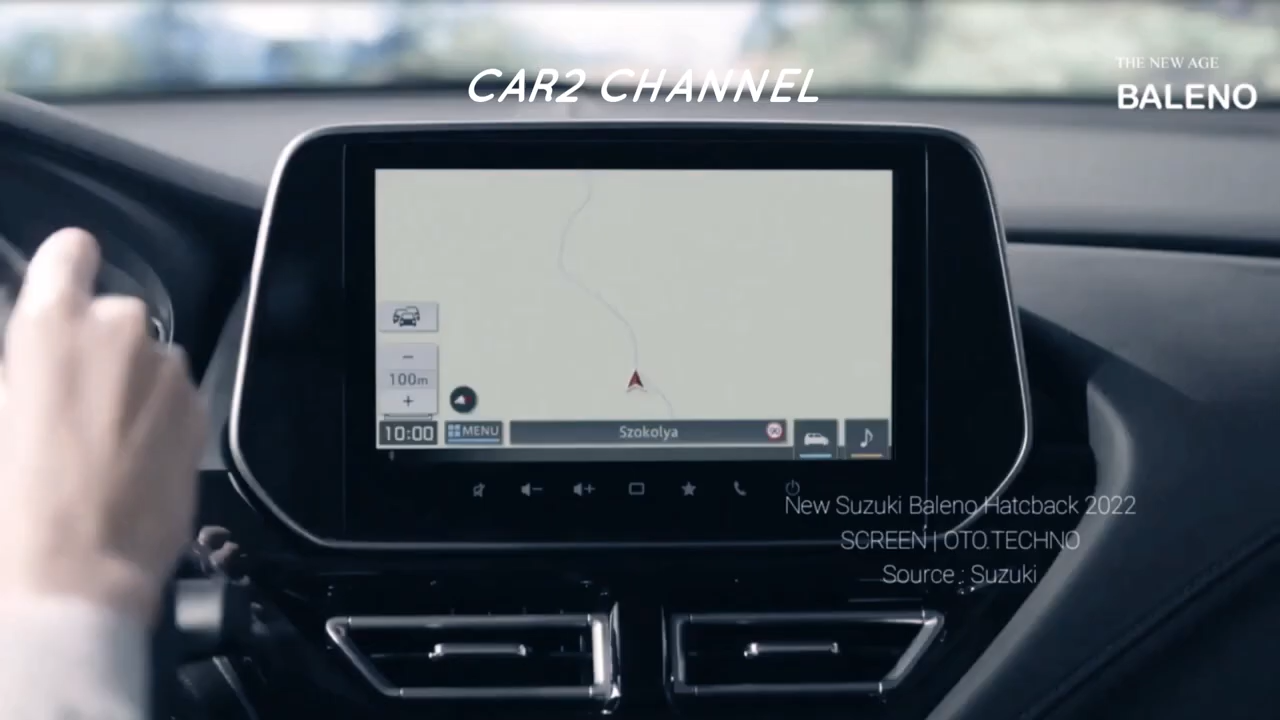 CAR2 CHANNEL
THE NEW AGE
BALENO
100m
10:00
MENU
Szokolya
90
New Suzuki Baleno Hatcback 2022
SCREEN | OTO.TECHNO
Source : Suzuki